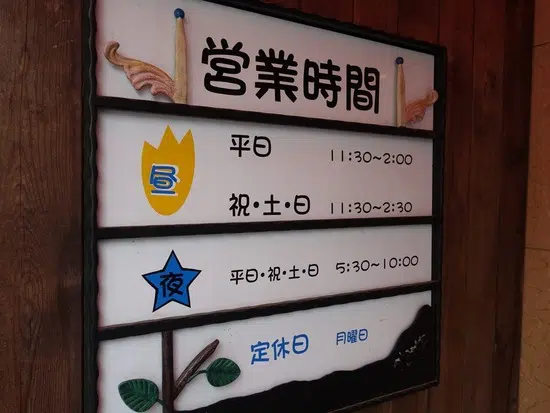 営業時間
昼
平日 11:30~2:00
祝・土・日 11:30~2:30
夜
平日・祝・土・日 5:30~10:00
定休日 月曜日